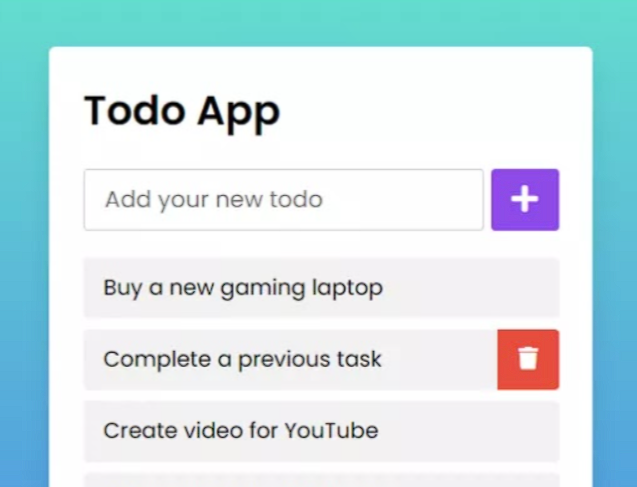 Todo App
Add your new todo
Buy a new gaming laptop
Complete a previous task
Create video for YouTube